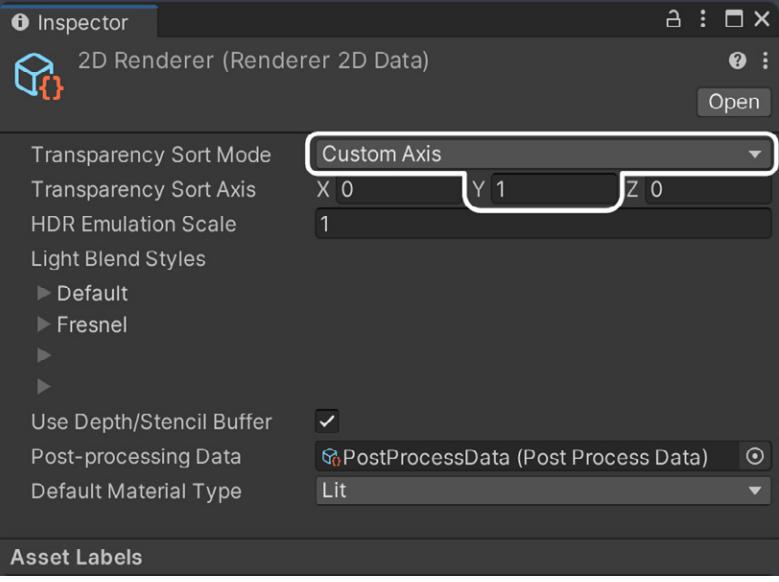 Inspector
2D Renderer (Renderer 2D Data)
Open
Transparency Sort Mode Custom Axis
Transparency Sort Axis X 0 Y 1 Z 0
HDR Emulation Scale 1
Light Blend Styles
Default
Fresnel
Use Depth/Stencil Buffer
Post-processing Data PostProcessData (Post Process Data)
Default Material Type Lit
Asset Labels